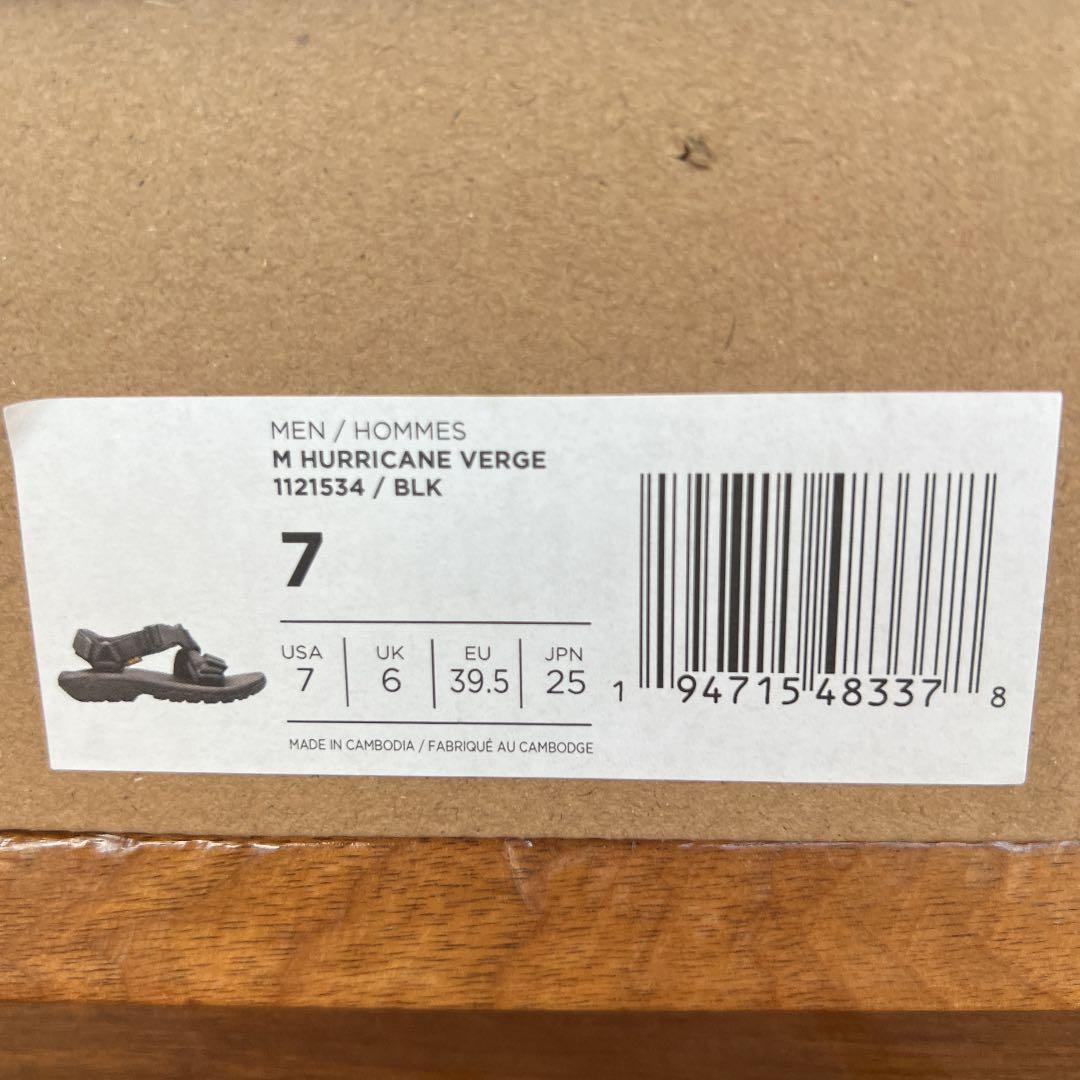 MEN / HOMMES
M HURRICANE VERGE
1121534 / BLK
7
USA UK EU JPN
7 6 39.5 25
MADE IN CAMBODIA / FABRIQUÉ AU CAMBODGE
1 94715 48337 8